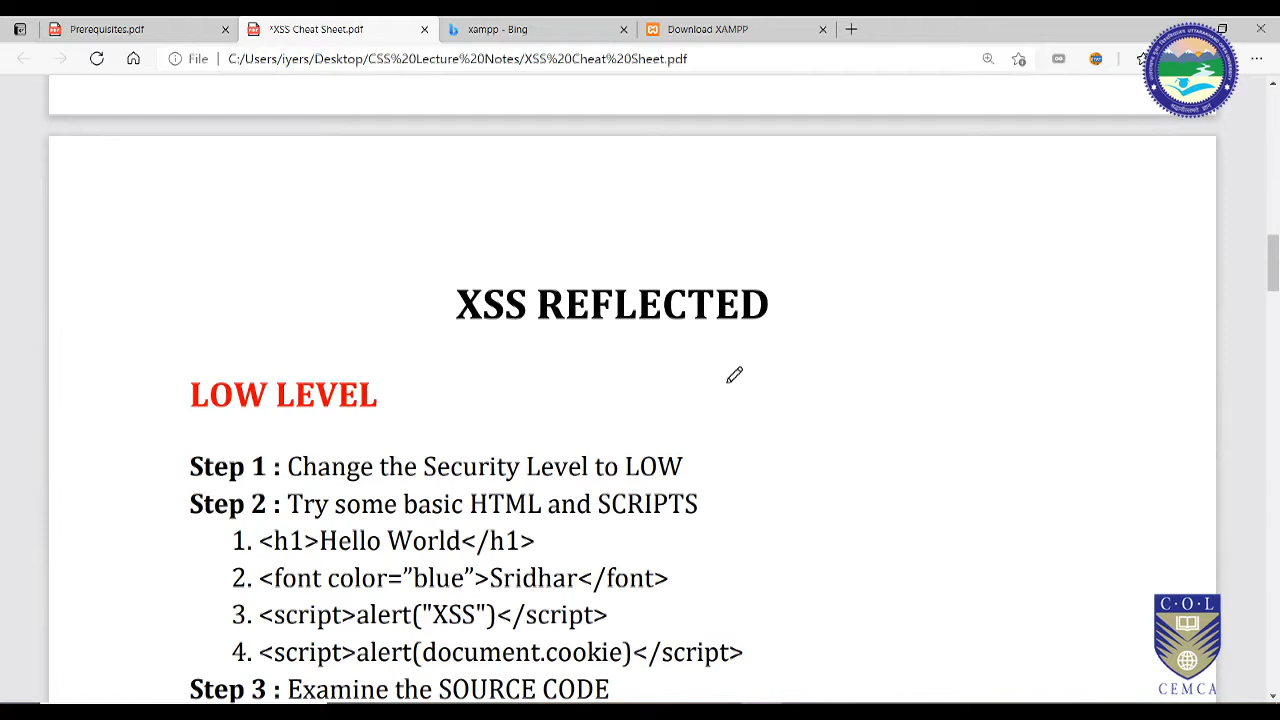 Prerequisites.pdf
*XSS Cheat Sheet.pdf
xampp - Bing
Download XAMPP
File
C:/Users/iyers/Desktop/CSS%20Lecture%20Notes/XSS%20Cheat%20Sheet.pdf
XSS REFLECTED
LOW LEVEL
Step 1 : Change the Security Level to LOW
Step 2 : Try some basic HTML and SCRIPTS
1. <h1>Hello World</h1>
2. <font color=”blue”>Sridhar</font>
3. <script>alert("XSS")</script>
4. <script>alert(document.cookie)</script>
Step 3 : Examine the SOURCE CODE
C·O·L
CEMCA